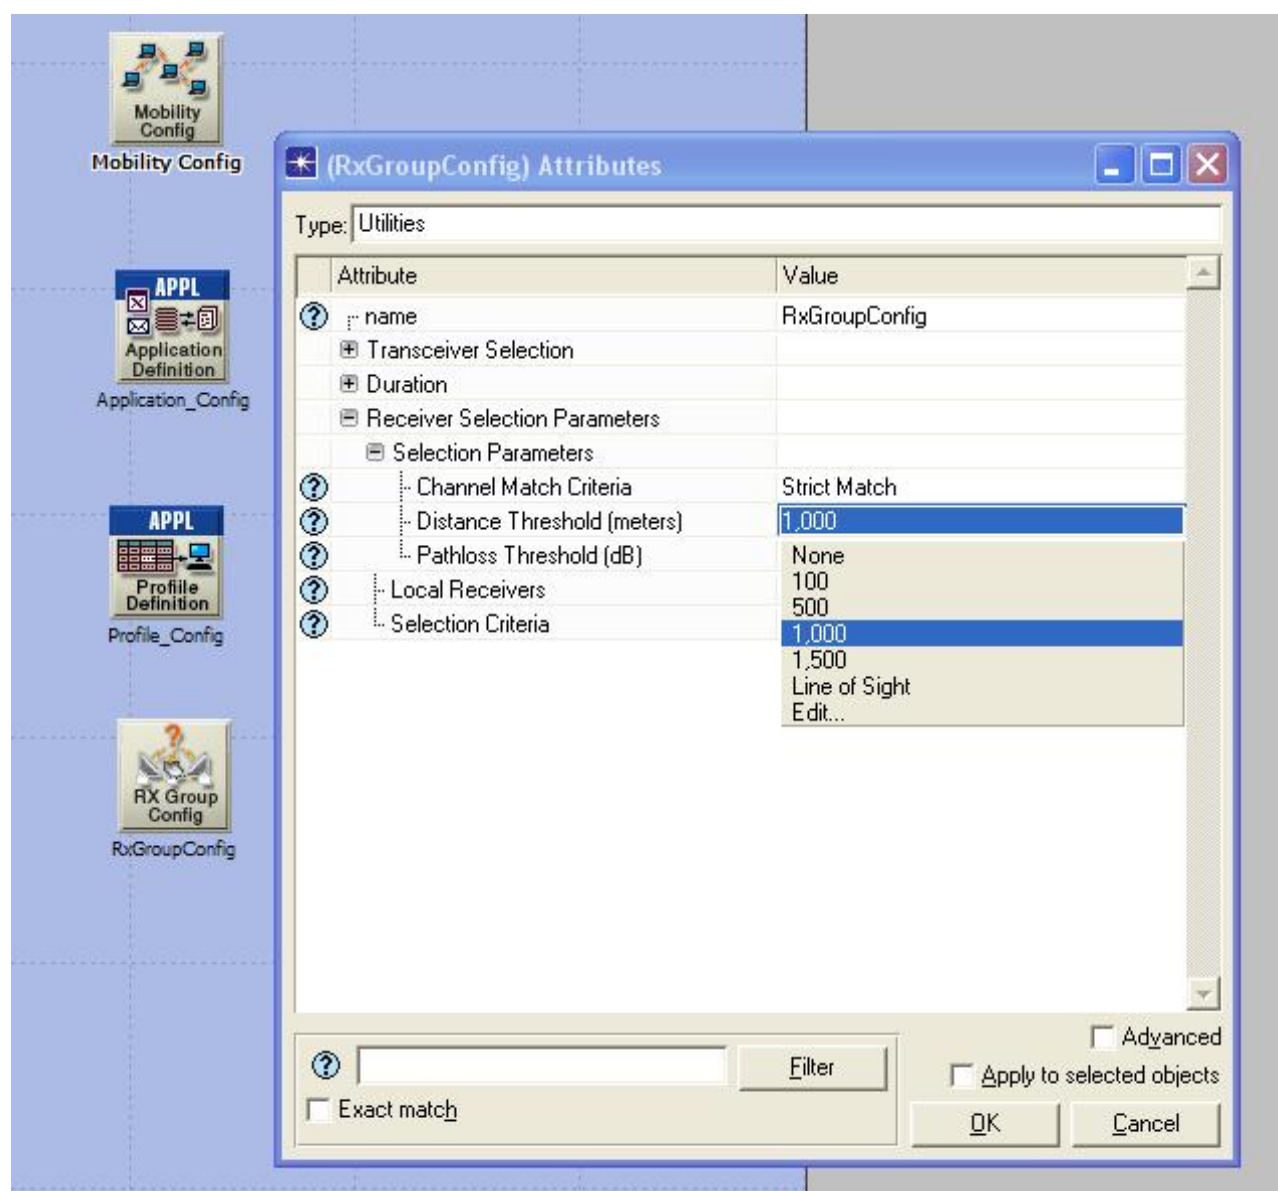 Mobility
Config
Mobility Config
APPL
Application
Definition
Application_Config
APPL
Profiile
Definition
Profile_Config
RX Group
Config
RxGroupConfig
(RxGroupConfig) Attributes
Type: Utilities
Attribute Value
name RxGroupConfig
Transceiver Selection
Duration
Receiver Selection Parameters
Selection Parameters
Channel Match Criteria Strict Match
Distance Threshold (meters) 1,000
Pathloss Threshold (dB)
Local Receivers
Selection Criteria
None
100
500
1,000
1,500
Line of Sight
Edit...
Advanced
Filter
Apply to selected objects
Exact match
OK Cancel